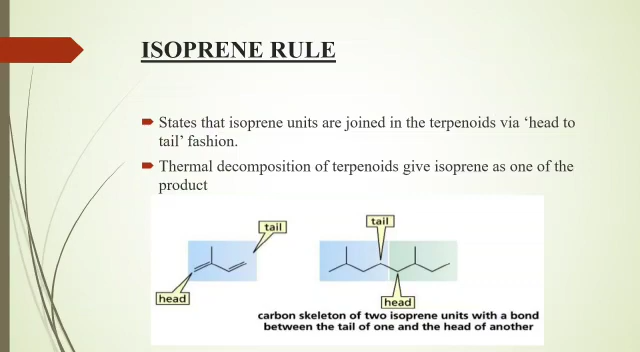 ISOPRENE RULE
States that isoprene units are joined in the terpenoids via ‘head to
tail’ fashion.
Thermal decomposition of terpenoids give isoprene as one of the
product
tail
head
tail
head
carbon skeleton of two isoprene units with a bond
between the tail of one and the head of another